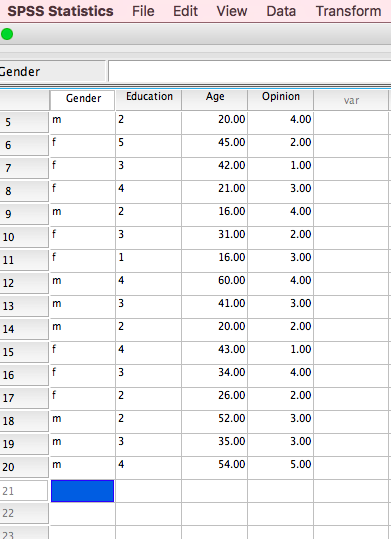 SPSS Statistics File Edit View Data Transform
Gender
Gender Education Age Opinion var
5 m 2 20.00 4.00
6 f 5 45.00 2.00
7 f 3 42.00 1.00
8 f 4 21.00 3.00
9 m 2 16.00 4.00
10 f 3 31.00 2.00
11 f 1 16.00 3.00
12 m 4 60.00 4.00
13 m 3 41.00 3.00
14 m 2 20.00 2.00
15 f 4 43.00 1.00
16 f 3 34.00 4.00
17 f 2 26.00 2.00
18 m 2 52.00 3.00
19 m 3 35.00 3.00
20 m 4 54.00 5.00
21
22
23